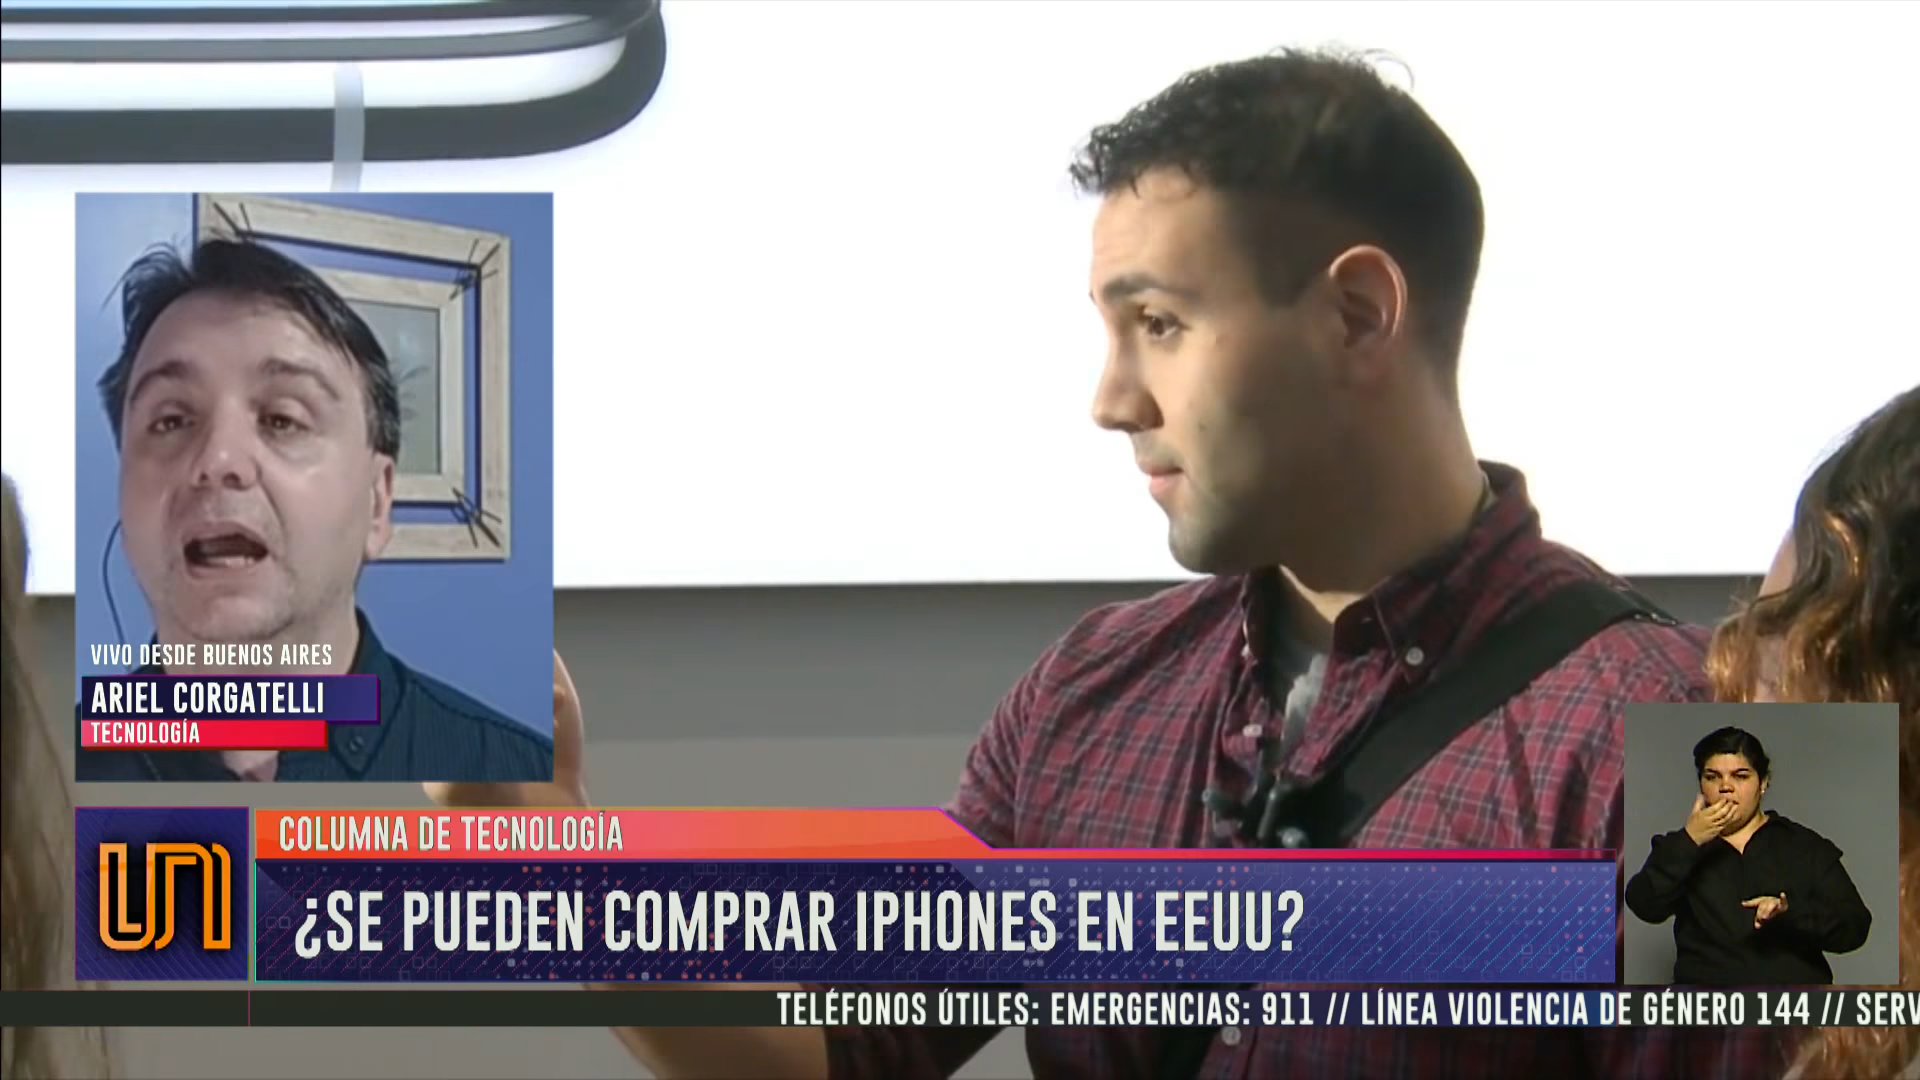 VIVO DESDE BUENOS AIRES
ARIEL CORGATELLI
TECNOLOGÍA
UN
COLUMNA DE TECNOLOGÍA
¿SE PUEDEN COMPRAR IPHONES EN EEUU?
TELÉFONOS ÚTILES: EMERGENCIAS: 911 // LÍNEA VIOLENCIA DE GÉNERO 144 // SERV